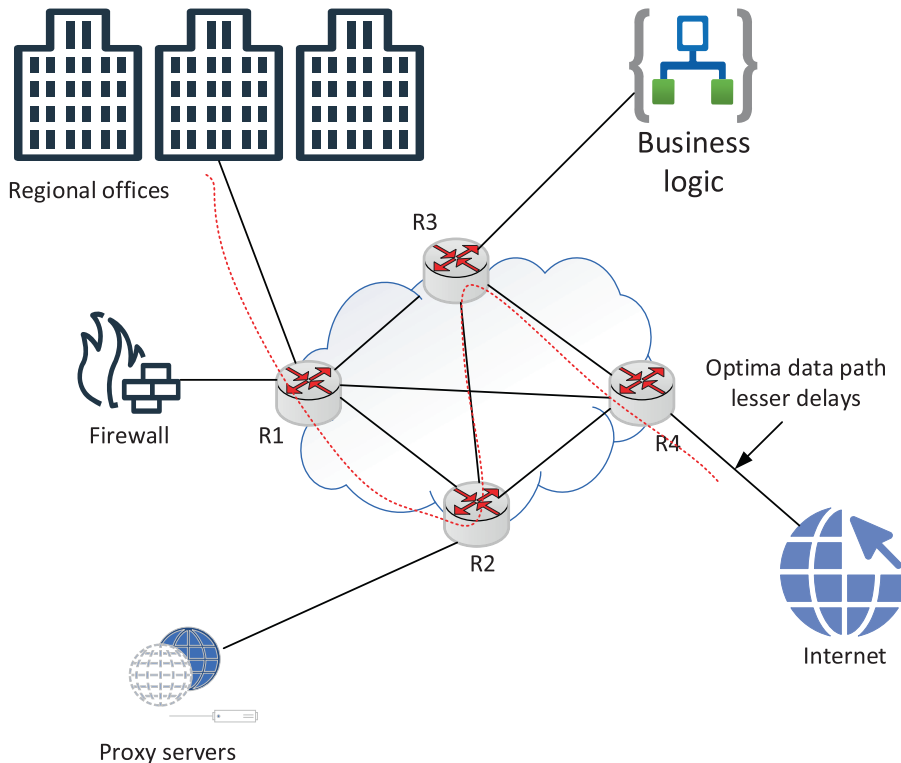 Regional offices
Business
logic
R3
Optima data path
lesser delays
Firewall
R1
R4
R2
Internet
Proxy servers